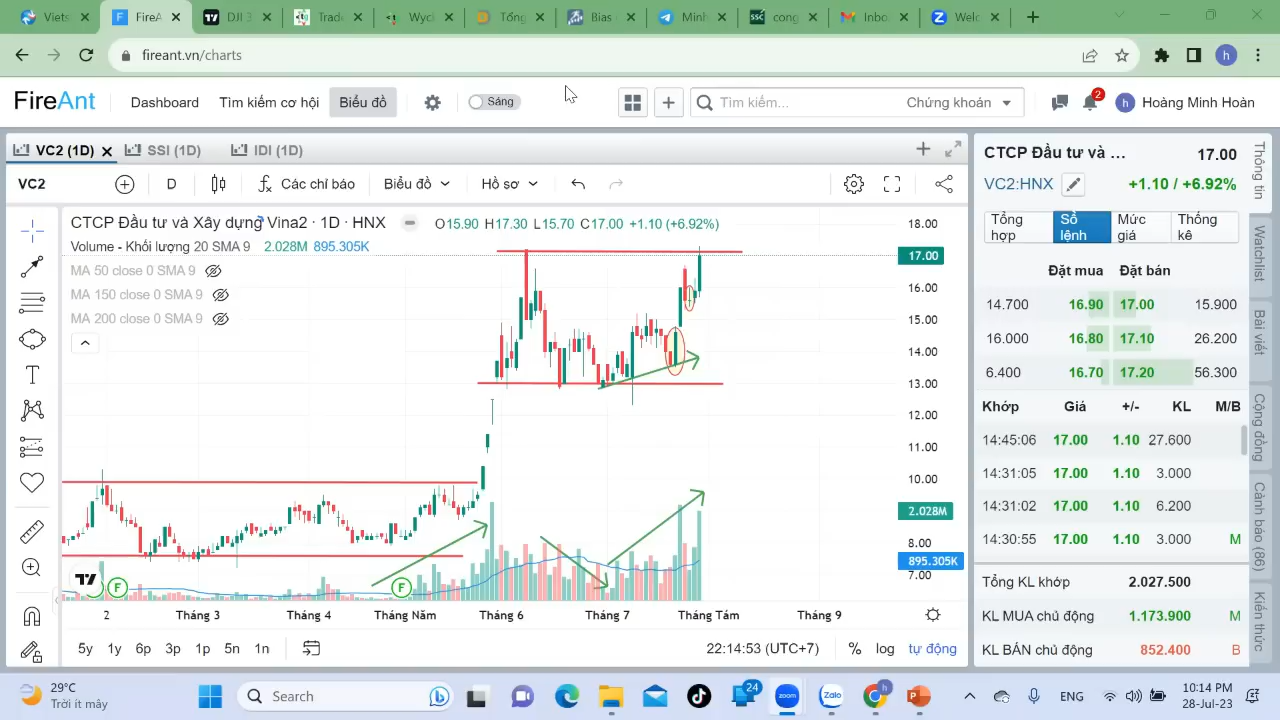 Viets
FireA
DJI 3
Trade
Wycl
Tổng
Bias
Minh
SSC cong
Inbo
Welc
fireant.vn/charts
h
FireAnt
Dashboard
Tìm kiếm cơ hội
Biểu đồ
Sáng
Tìm kiếm...
Chứng khoán
2
h
Hoàng Minh Hoàn
VC2 (1D)
SSI (1D)
IDI (1D)
VC2
D
Các chỉ báo
Biểu đồ
Hồ sơ
CTCP Đầu tư và Xây dựng Vina2 · 1D · HNX
O15.90 H17.30 L15.70 C17.00 +1.10 (+6.92%)
Volume - Khối lượng 20 SMA 9 2.028M 895.305K
MA 50 close 0 SMA 9
MA 150 close 0 SMA 9
MA 200 close 0 SMA 9
18.00
17.00
16.00
15.00
14.00
13.00
12.00
11.00
10.00
2.028M
8.00
895.305K
7.00
F
F
2
Tháng 3
Tháng 4
Tháng Năm
Tháng 6
Tháng 7
Tháng Tám
Tháng 9
5y 1y 6p 3p 1p 5n 1n
22:14:53 (UTC+7)
% log tự động
CTCP Đầu tư và ...
17.00
VC2:HNX
+1.10 / +6.92%
Tổng hợp
Sổ lệnh
Mức giá
Thống kê
Đặt mua Đặt bán
14.700 16.90 17.00 15.900
16.000 16.80 17.10 26.200
6.400 16.70 17.20 56.300
Khớp Giá +/- KL M/B
14:45:06 17.00 1.10 27.600
14:31:05 17.00 1.10 3.000
14:31:02 17.00 1.10 6.200
14:30:55 17.00 1.10 3.000 M
Tổng KL khớp 2.027.500
KL MUA chủ động 1.173.900 M
KL BÁN chủ động 852.400 B
Thông tin
Watchlist
Bài viết
Cộng đồng
Cảnh báo (86)
Kiến thức
29°C
Trời ít mây
Search
24
zoom
Zalo
h
ENG
10:14 PM
28-Jul-23